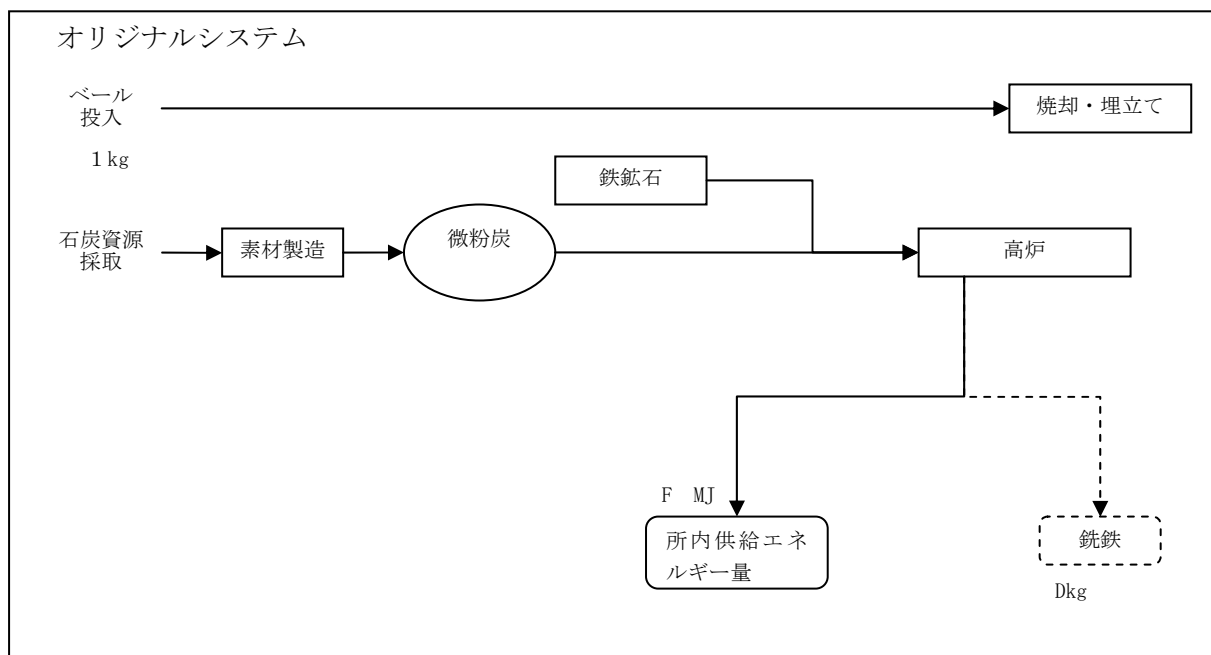 オリジナルシステム
ベール
投入
焼却・埋立て
１kg
鉄鉱石
石炭資源
採取
素材製造
微粉炭
高炉
F MJ
所内供給エネ
ルギー量
銑鉄
Dkg